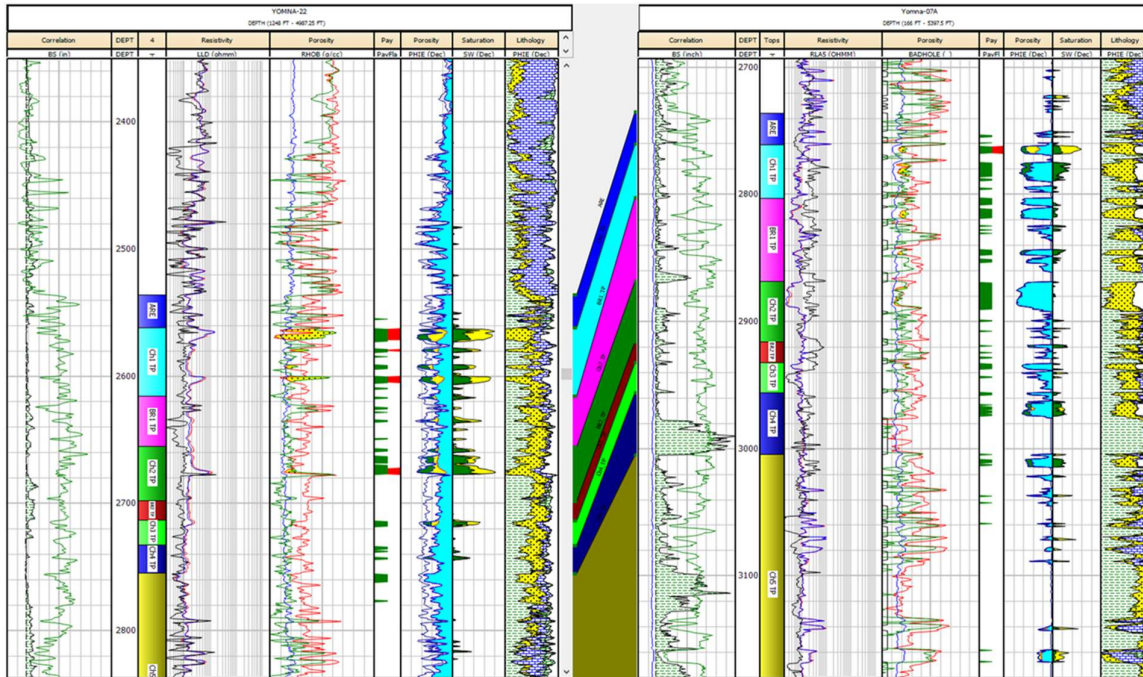 YOMNA-22
DEPTH (1248 FT - 4987.25 FT)
Correlation DEPT 4 Resistivity Porosity Pay Porosity Saturation Lithology
BS (in) DEPT LLD (ohmm) RHOB (g/cc) PayFla PHIE (Dec) SW (Dec) PHIE (Dec)
2400
2500
ARE
Ch1 TP
2600
BR1 TP
Ch2 TP
2700
Ch3 TP
Ch4 TP
2800
Ch5
ARE
Yomna-07A
DEPTH (166 FT - 5397.5 FT)
Correlation DEPT Tops Resistivity Porosity Pay Porosity Saturation Lithology
BS (inch) DEPT RLA5 (OHMM) BADHOLE ( ) PayFl PHIE (Dec) SW (Dec) PHIE (Dec)
2700
ARE
Ch1 TP
2800
BR1 TP
Ch2 TP
2900
Ch3 TP
Ch4 TP
3000
Ch5 TP
3100